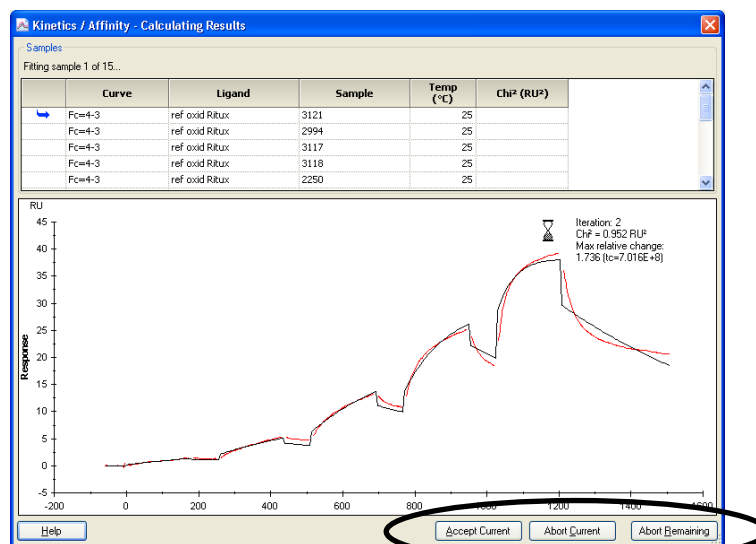 Kinetics / Affinity - Calculating Results
Samples
Fitting sample 1 of 15...
Curve Ligand Sample Temp (°C) Chi² (RU²)
Fc=4-3 ref oxid Ritux 3121 25
Fc=4-3 ref oxid Ritux 2994 25
Fc=4-3 ref oxid Ritux 3117 25
Fc=4-3 ref oxid Ritux 3118 25
Fc=4-3 ref oxid Ritux 2250 25
RU
45
40
35
30
25
20
15
10
5
0
-5
Response
Iteration: 2
Chi² = 0.952 RU²
Max relative change:
1.736 (tc=7.016E+8)
-200 0 200 400 600 800 1000 1200 1400 1600
Help Accept Current Abort Current Abort Remaining